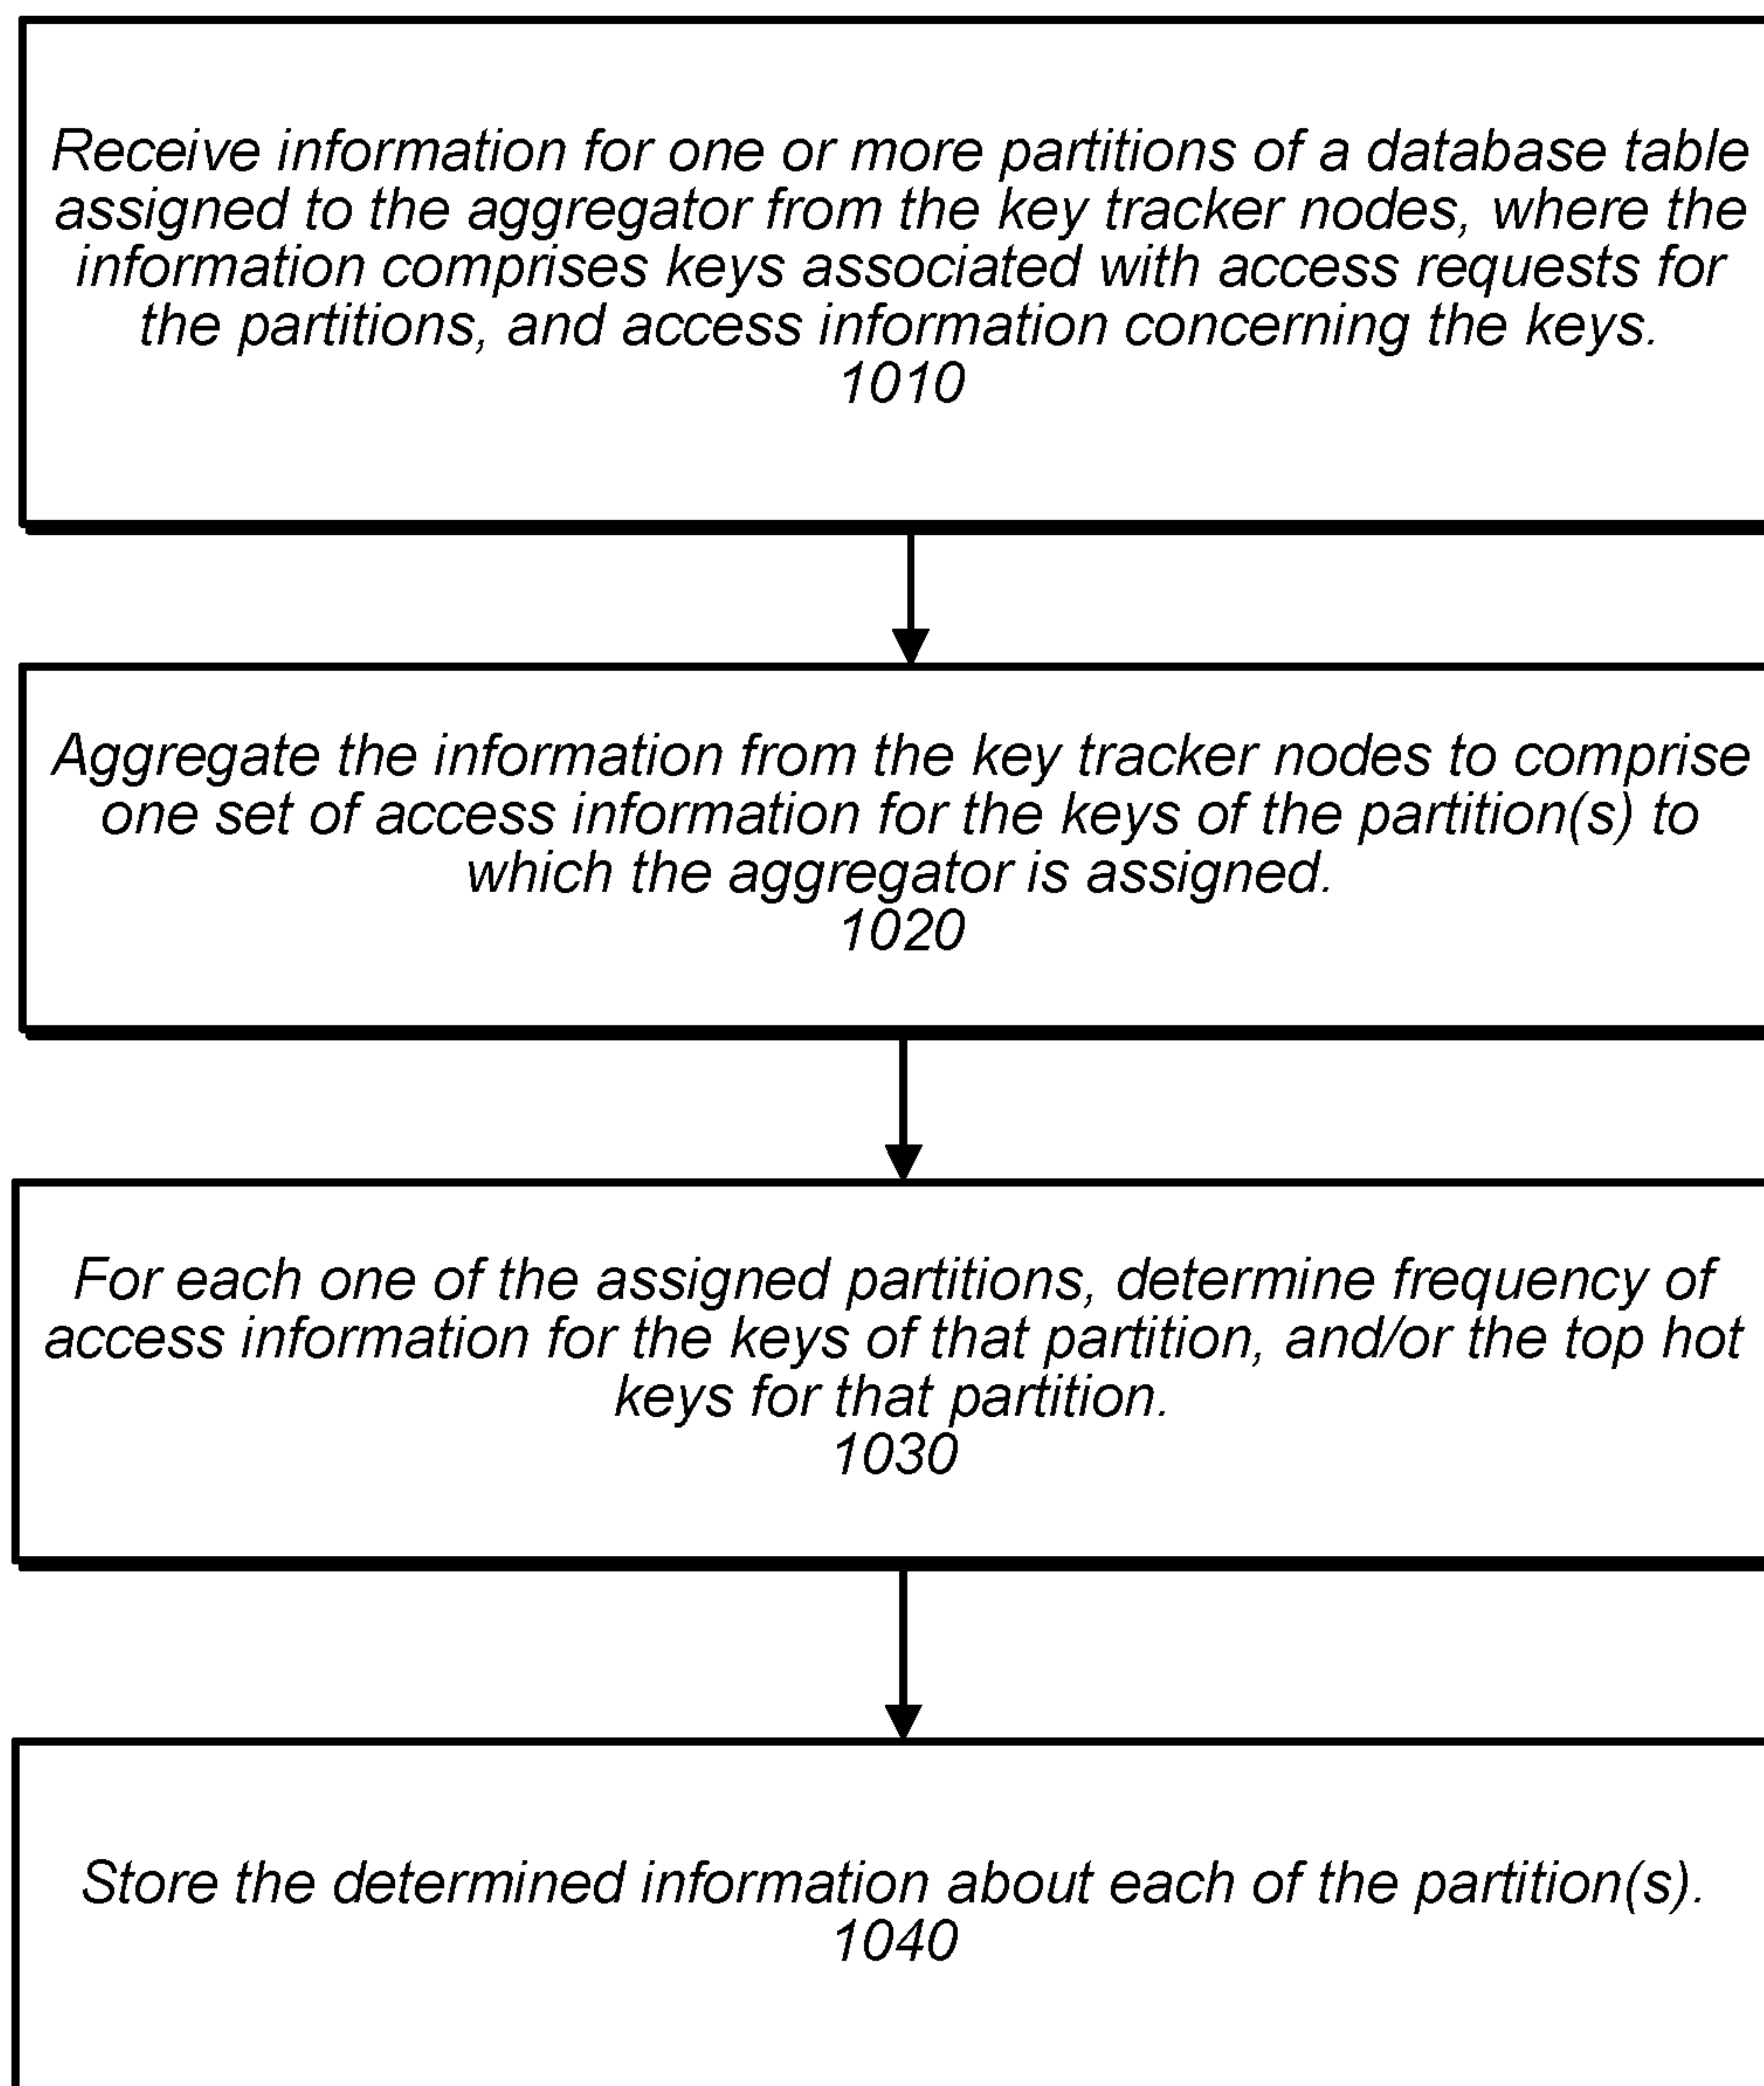 Receive information for one or more partitions of a database table
assigned to the aggregator from the key tracker nodes, where the
information comprises keys associated with access requests for
the partitions, and access information concerning the keys.
1010
Aggregate the information from the key tracker nodes to comprise
one set of access information for the keys of the partition(s) to
which the aggregator is assigned.
1020
For each one of the assigned partitions, determine frequency of
access information for the keys of that partition, and/or the top hot
keys for that partition.
1030
Store the determined information about each of the partition(s).
1040